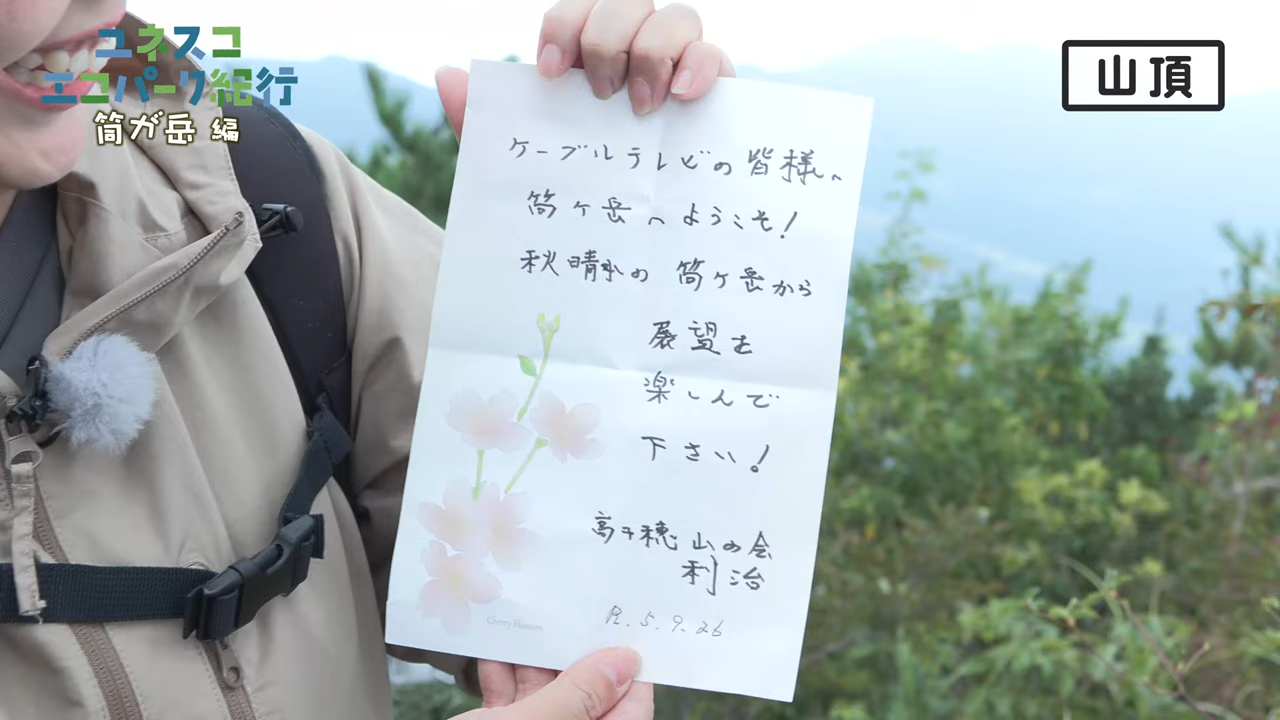 ユネスコ
エコパーク紀行
筒が岳 編
山頂
ケーブルテレビの皆様へ
筒ヶ岳へようこそ!
秋晴れの筒ヶ岳から
展望を
楽しんで
下さい!
高千穂山の会
利治
R.5.9.26
Cherry Blossom